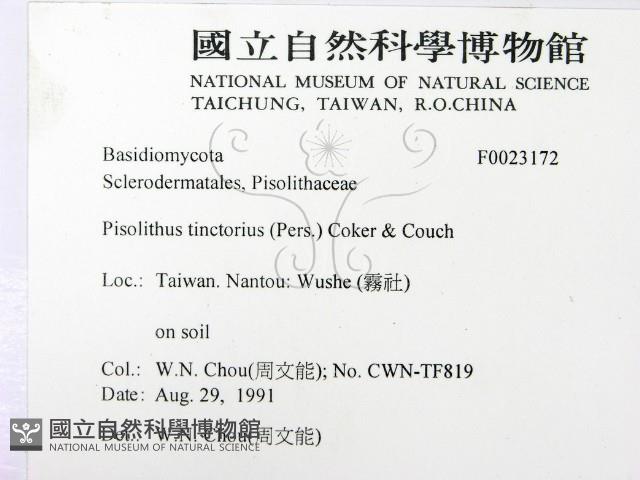 國立自然科學博物館
NATIONAL MUSEUM OF NATURAL SCIENCE
TAICHUNG, TAIWAN, R.O.CHINA
Basidiomycota F0023172
Sclerodermatales, Pisolithaceae
Pisolithus tinctorius (Pers.) Coker & Couch
Loc.: Taiwan. Nantou: Wushe (霧社)
on soil
Col.: W.N. Chou(周文能); No. CWN-TF819
Date: Aug. 29, 1991
Det.: W.N. Chou(周文能)
國立自然科學博物館
NATIONAL MUSEUM OF NATURAL SCIENCE